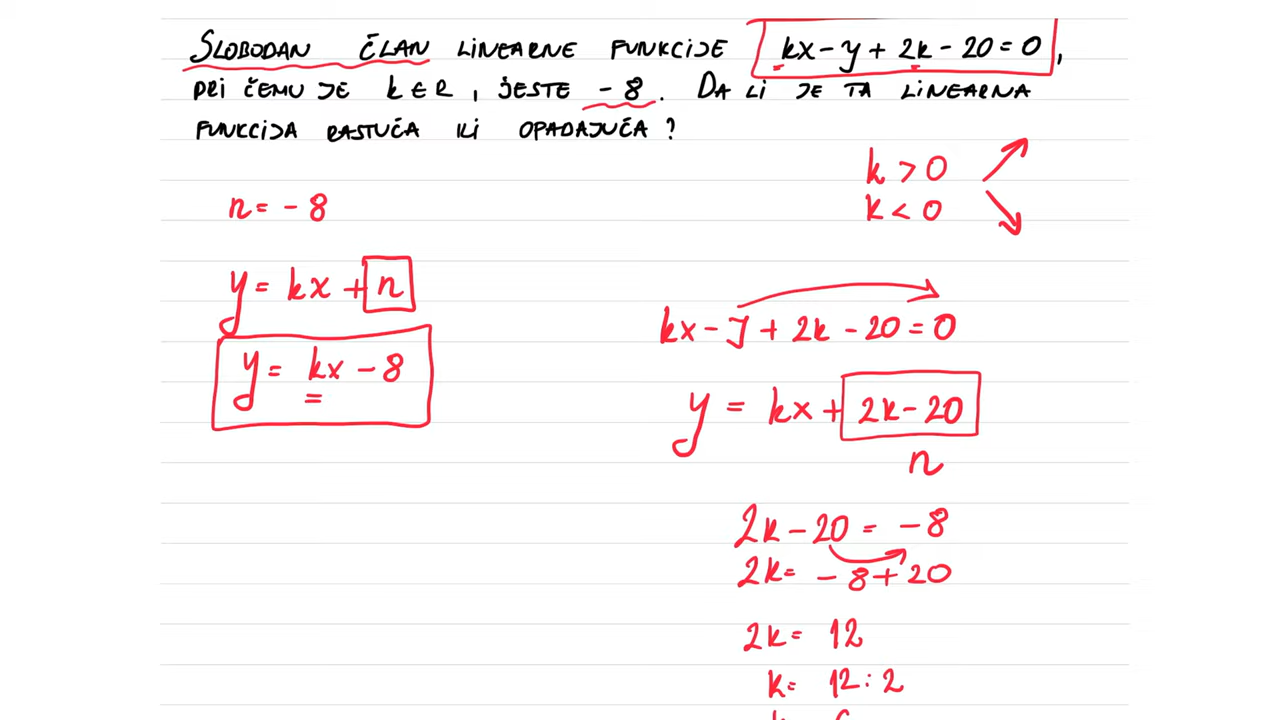 SLOBODAN ČLAN LINEARNE FUNKCIJE kx - y + 2k - 20 = 0,
PRI ČEMU JE k ∈ R, JESTE -8. DA LI JE TA LINEARNA
FUNKCIJA RASTUĆA ILI OPADAJUĆA?
k > 0
k < 0
n = -8
y = kx + n
y = kx - 8
kx - y + 2k - 20 = 0
y = kx + 2k - 20
n
2k - 20 = -8
2k = -8 + 20
2k = 12
k = 12 : 2